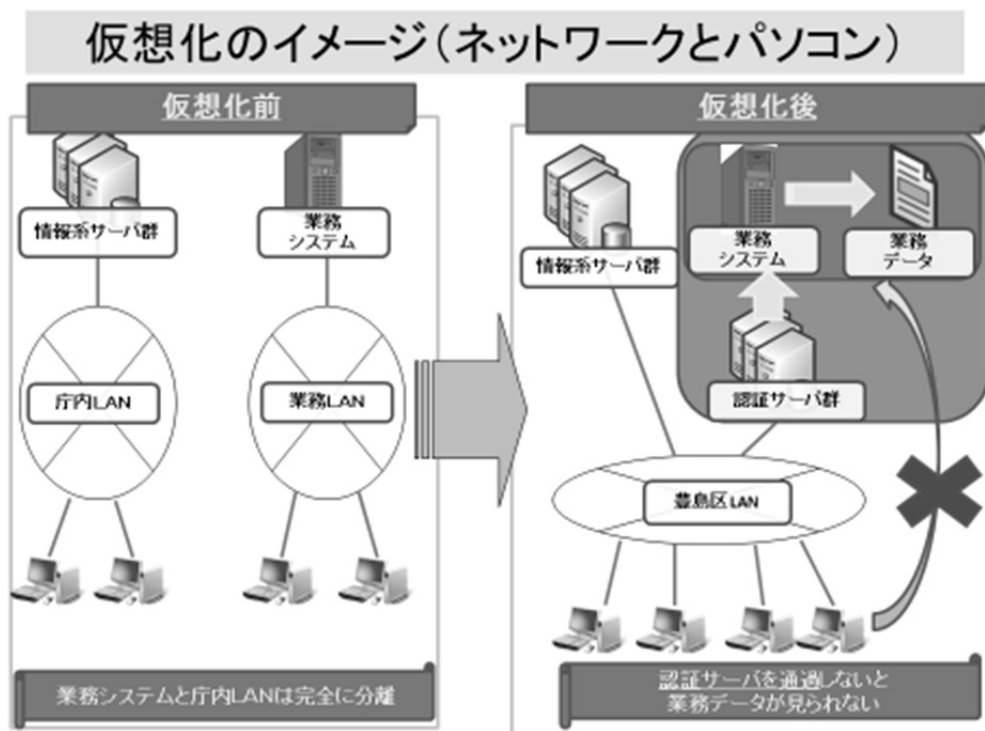 仮想化のイメージ(ネットワークとパソコン)
仮想化前
情報系サーバ群
業務
システム
庁内LAN
業務LAN
業務システムと庁内LANは完全に分離
仮想化後
情報系サーバ群
業務
システム
業務
データ
認証サーバ群
豊島区LAN
認証サーバを通過しないと
業務データが見られない